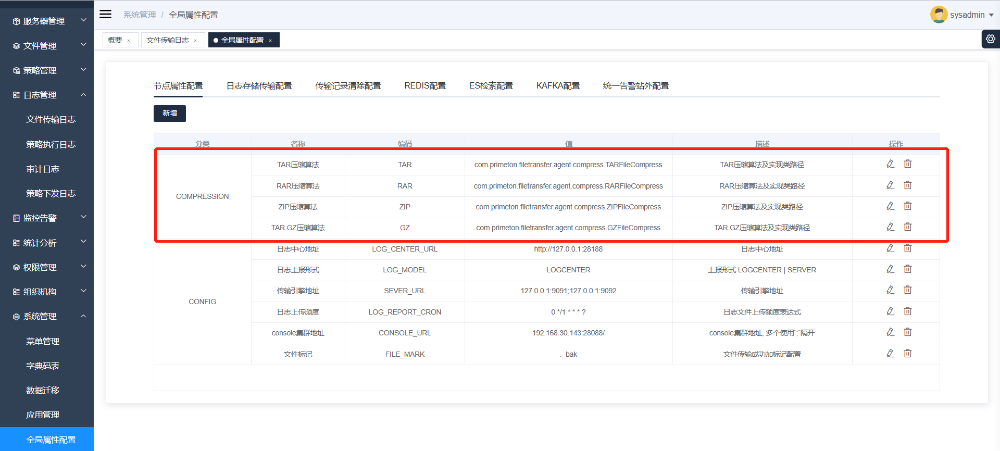 服务器管理
文件管理
策略管理
日志管理
文件传输日志
策略执行日志
审计日志
策略下发日志
监控告警
统计分析
权限管理
组织机构
系统管理
菜单管理
字典码表
数据迁移
应用管理
全局属性配置
系统管理 / 全局属性配置
sysadmin
概要 × 文件传输日志 × 全局属性配置 ×
节点属性配置 日志存储传输配置 传输记录清除配置 REDIS配置 ES检索配置 KAFKA配置 统一告警站外配置
新增
分类 名称 编码 值 描述 操作
COMPRESSION
TAR压缩算法 TAR com.primeton.filetransfer.agent.compress.TARFileCompress TAR压缩算法及实现类路径
RAR压缩算法 RAR com.primeton.filetransfer.agent.compress.RARFileCompress RAR压缩算法及实现类路径
ZIP压缩算法 ZIP com.primeton.filetransfer.agent.compress.ZIPFileCompress ZIP压缩算法及实现类路径
TAR.GZ压缩算法 GZ com.primeton.filetransfer.agent.compress.GZFileCompress TAR.GZ压缩算法及实现类路径
CONFIG
日志中心地址 LOG_CENTER_URL http://127.0.0.1:28188 日志中心地址
日志上报形式 LOG_MODEL LOGCENTER 上报形式 LOGCENTER | SERVER
传输引擎地址 SEVER_URL 127.0.0.1:9091;127.0.0.1:9092 传输引擎地址
日志上传频度 LOG_REPORT_CRON 0 */1 * * * ? 日志文件上传频度表达式
console集群地址 CONSOLE_URL 192.168.30.143:28088/ console集群地址, 多个使用`;`隔开
文件标记 FILE_MARK ._bak 文件传输成功加标记配置